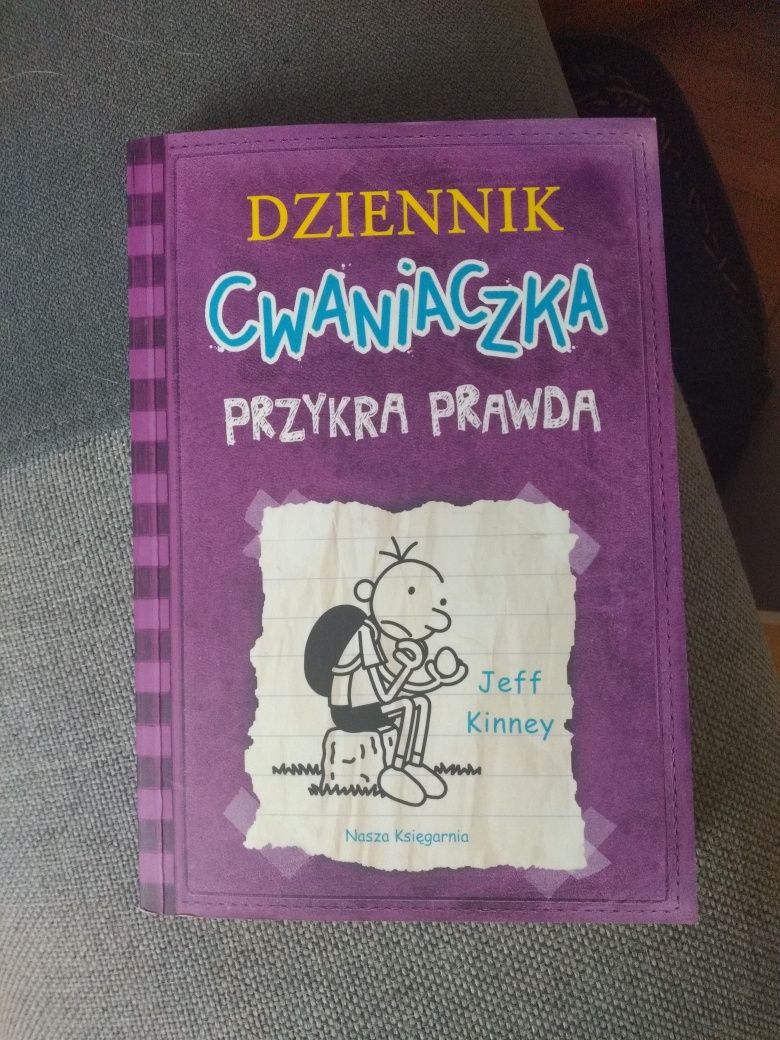 DZIENNIK
CWANIACZKA
PRZYKRA PRAWDA
Jeff
Kinney
Nasza Księgarnia